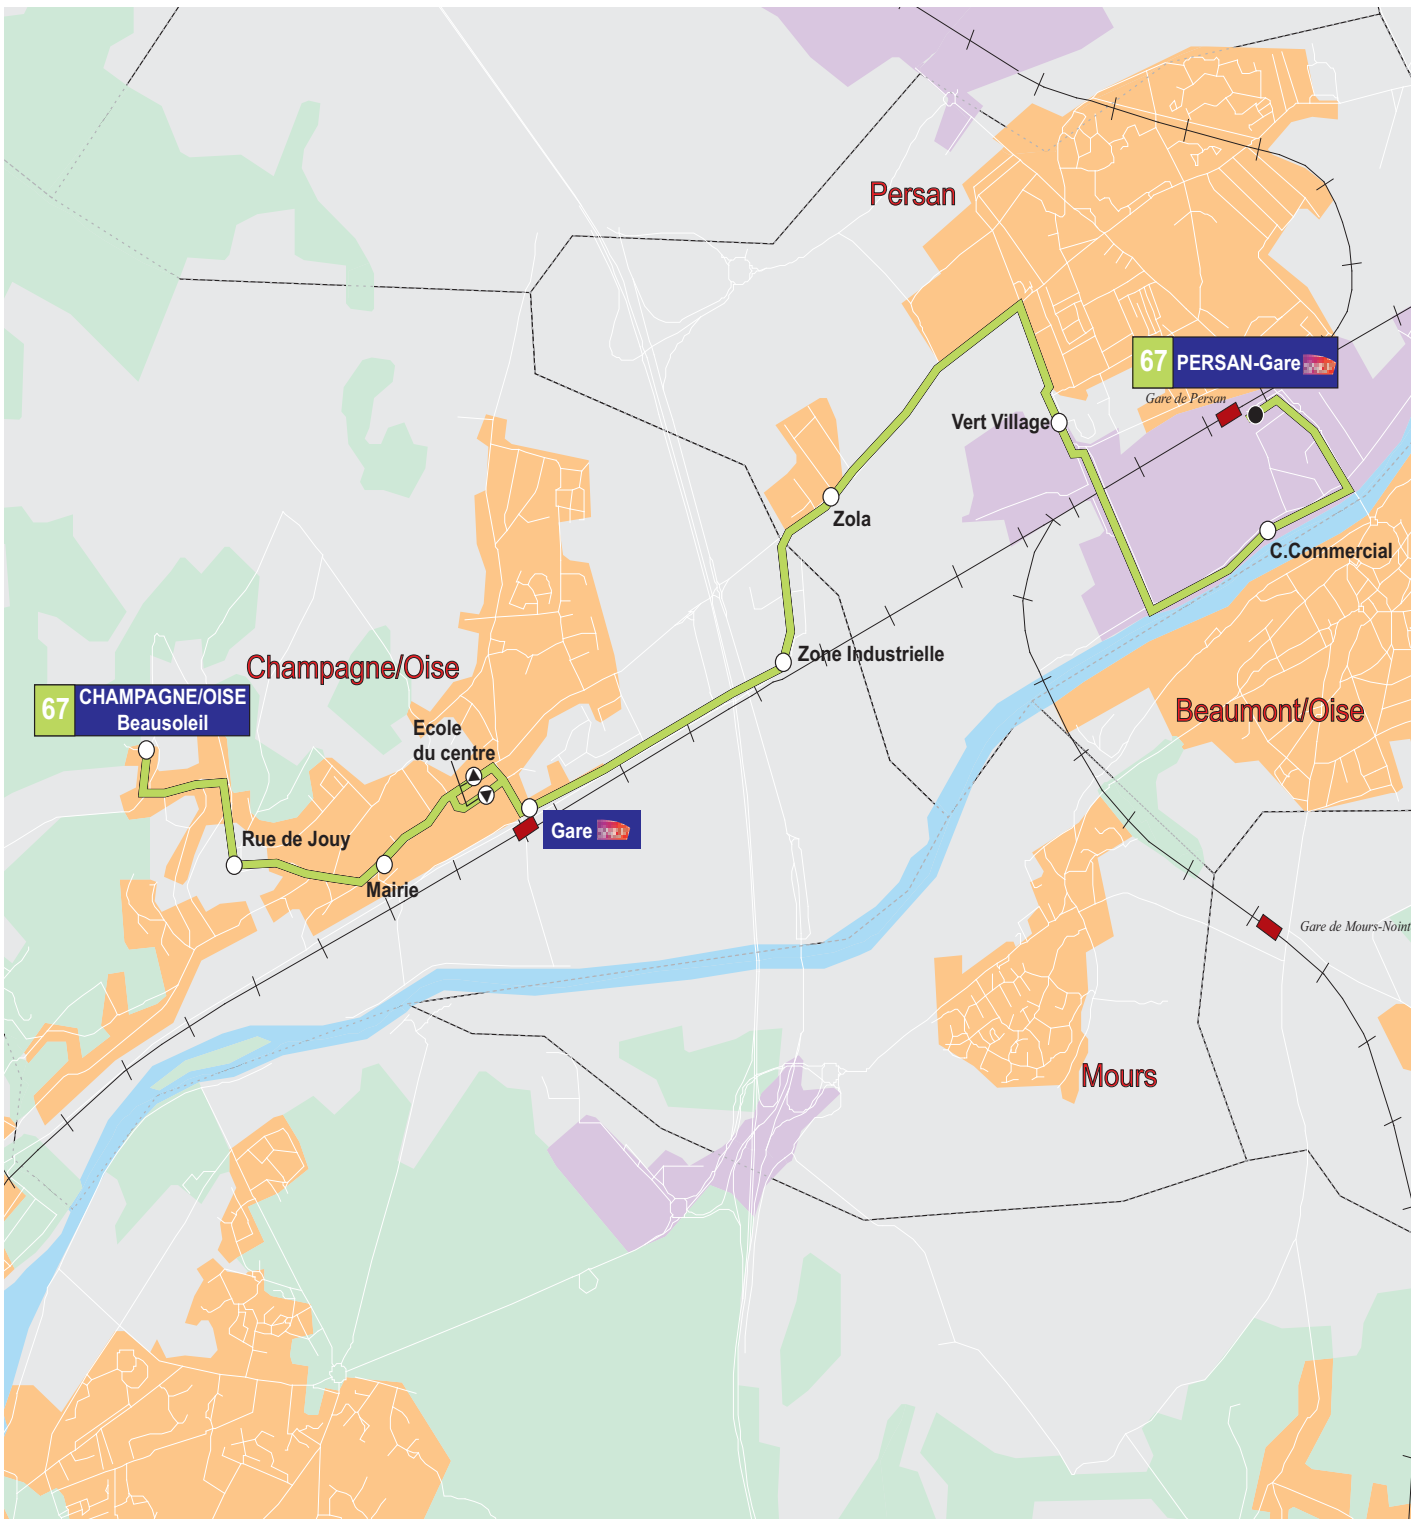 Persan
67 PERSAN-Gare
Gare de Persan
Vert Village
Zola
C.Commercial
Zone Industrielle
Champagne/Oise
67 CHAMPAGNE/OISE
Beausoleil
Beaumont/Oise
Ecole
du centre
Gare
Rue de Jouy
Mairie
Gare de Mours-Noint
Mours